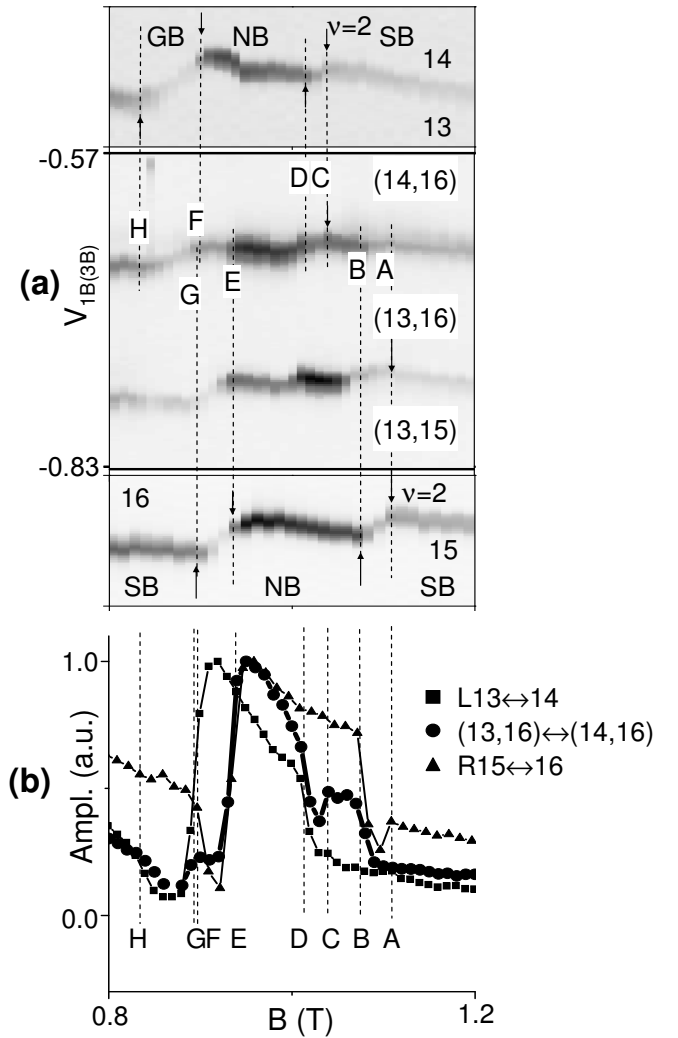 GB NB ν=2 SB
14
13
-0.57
D C (14,16)
F
H
E B A
G
(a) V1B(3B)
(13,16)
(13,15)
-0.83
16 ν=2
15
SB NB SB
1.0
L13↔14
(13,16)↔(14,16)
R15↔16
(b) Ampl. (a.u.)
0.0
H G F E D C B A
0.8 B (T) 1.2